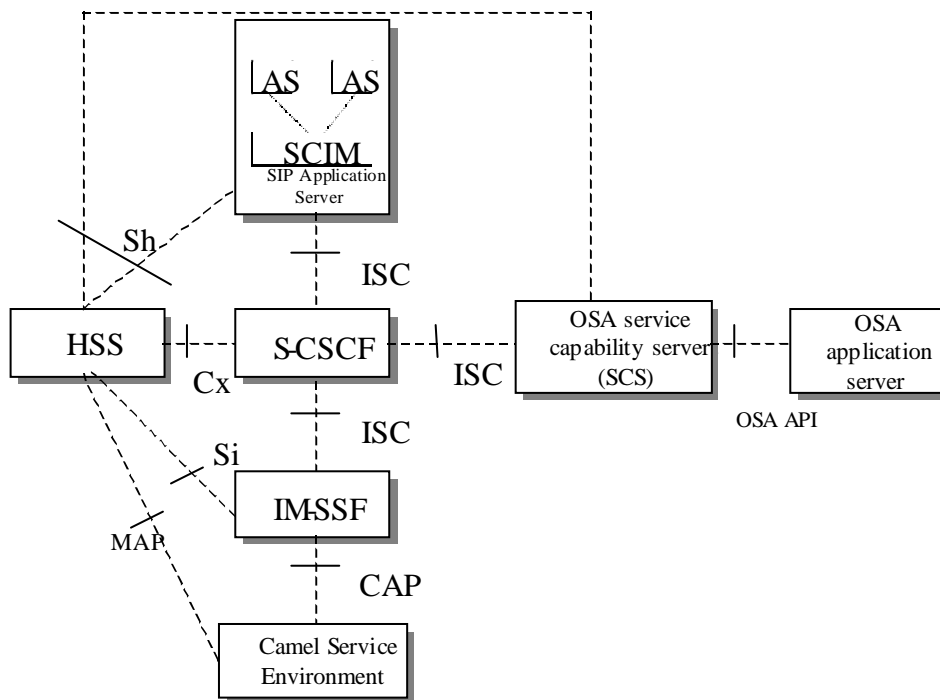 AS AS
SCIM
SIP Application
Server
Sh
ISC
HSS
S-CSCF
OSA service
capability server
(SCS)
OSA
application
server
Cx
ISC
ISC
OSA API
Si
IM-SSF
MAP
CAP
Camel Service
Environment